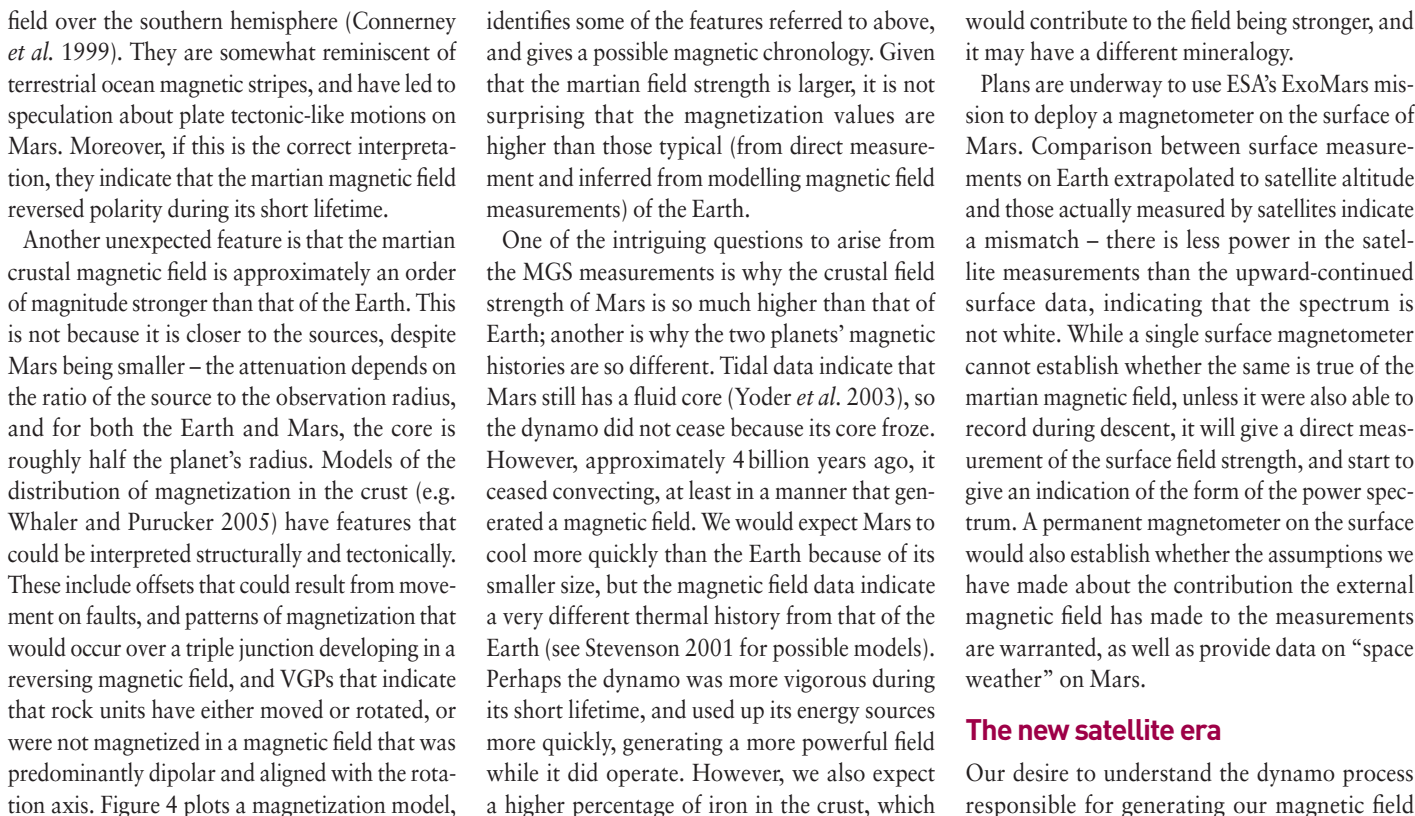 field over the southern hemisphere (Connerney
et al. 1999). They are somewhat reminiscent of
terrestrial ocean magnetic stripes, and have led to
speculation about plate tectonic-like motions on
Mars. Moreover, if this is the correct interpreta-
tion, they indicate that the martian magnetic field
reversed polarity during its short lifetime.
Another unexpected feature is that the martian
crustal magnetic field is approximately an order
of magnitude stronger than that of the Earth. This
is not because it is closer to the sources, despite
Mars being smaller – the attenuation depends on
the ratio of the source to the observation radius,
and for both the Earth and Mars, the core is
roughly half the planet’s radius. Models of the
distribution of magnetization in the crust (e.g.
Whaler and Purucker 2005) have features that
could be interpreted structurally and tectonically.
These include offsets that could result from move-
ment on faults, and patterns of magnetization that
would occur over a triple junction developing in a
reversing magnetic field, and VGPs that indicate
that rock units have either moved or rotated, or
were not magnetized in a magnetic field that was
predominantly dipolar and aligned with the rota-
tion axis. Figure 4 plots a magnetization model,
identifies some of the features referred to above,
and gives a possible magnetic chronology. Given
that the martian field strength is larger, it is not
surprising that the magnetization values are
higher than those typical (from direct measure-
ment and inferred from modelling magnetic field
measurements) of the Earth.
One of the intriguing questions to arise from
the MGS measurements is why the crustal field
strength of Mars is so much higher than that of
Earth; another is why the two planets’ magnetic
histories are so different. Tidal data indicate that
Mars still has a fluid core (Yoder et al. 2003), so
the dynamo did not cease because its core froze.
However, approximately 4 billion years ago, it
ceased convecting, at least in a manner that gen-
erated a magnetic field. We would expect Mars to
cool more quickly than the Earth because of its
smaller size, but the magnetic field data indicate
a very different thermal history from that of the
Earth (see Stevenson 2001 for possible models).
Perhaps the dynamo was more vigorous during
its short lifetime, and used up its energy sources
more quickly, generating a more powerful field
while it did operate. However, we also expect
a higher percentage of iron in the crust, which
would contribute to the field being stronger, and
it may have a different mineralogy.
Plans are underway to use ESA’s ExoMars mis-
sion to deploy a magnetometer on the surface of
Mars. Comparison between surface measure-
ments on Earth extrapolated to satellite altitude
and those actually measured by satellites indicate
a mismatch – there is less power in the satel-
lite measurements than the upward-continued
surface data, indicating that the spectrum is
not white. While a single surface magnetometer
cannot establish whether the same is true of the
martian magnetic field, unless it were also able to
record during descent, it will give a direct meas-
urement of the surface field strength, and start to
give an indication of the form of the power spec-
trum. A permanent magnetometer on the surface
would also establish whether the assumptions we
have made about the contribution the external
magnetic field has made to the measurements
are warranted, as well as provide data on “space
weather” on Mars.
The new satellite era
Our desire to understand the dynamo process
responsible for generating our magnetic field